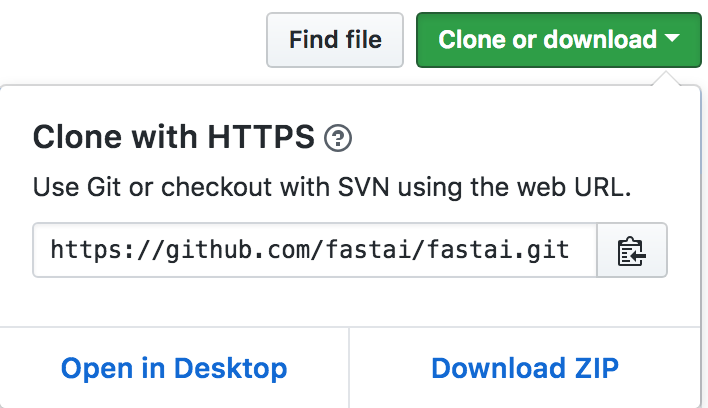 Find file
Clone or download
Clone with HTTPS
Use Git or checkout with SVN using the web URL.
https://github.com/fastai/fastai.git
Open in Desktop
Download ZIP